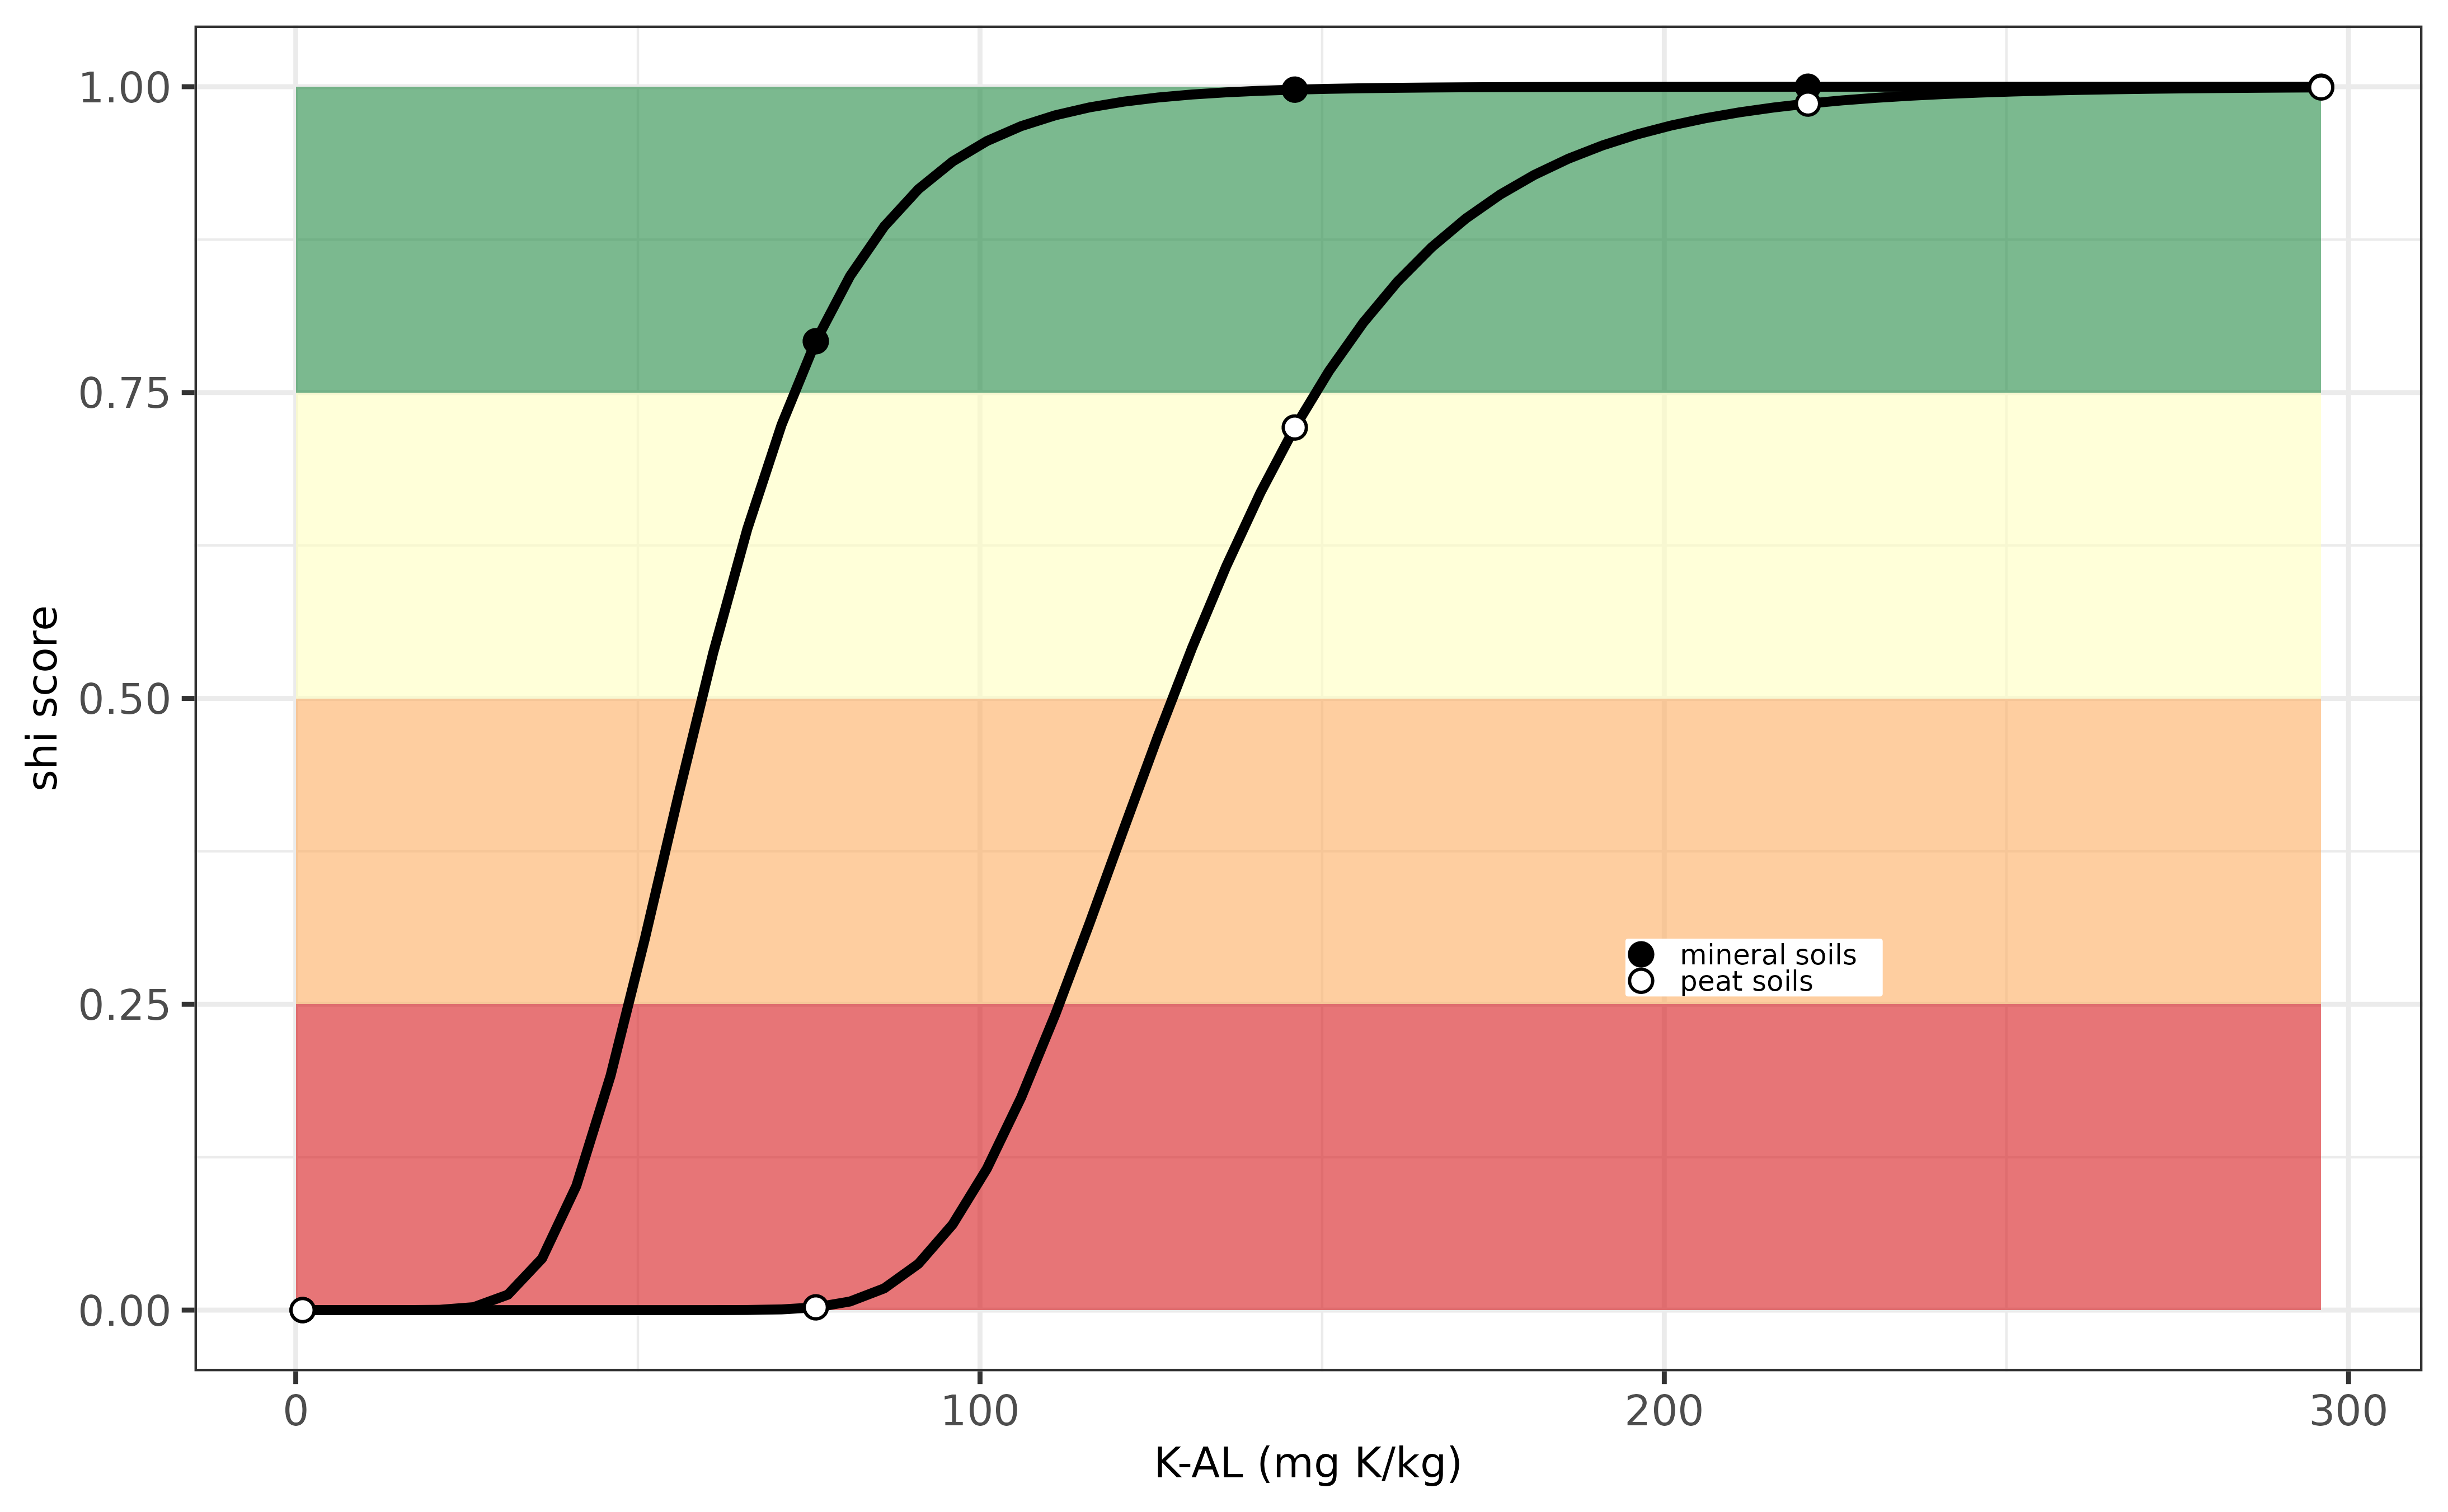 1.00
0.75
0.50
0.25
0.00
shi score
mineral soils
peat soils
0 100 200 300
K-AL (mg K/kg)